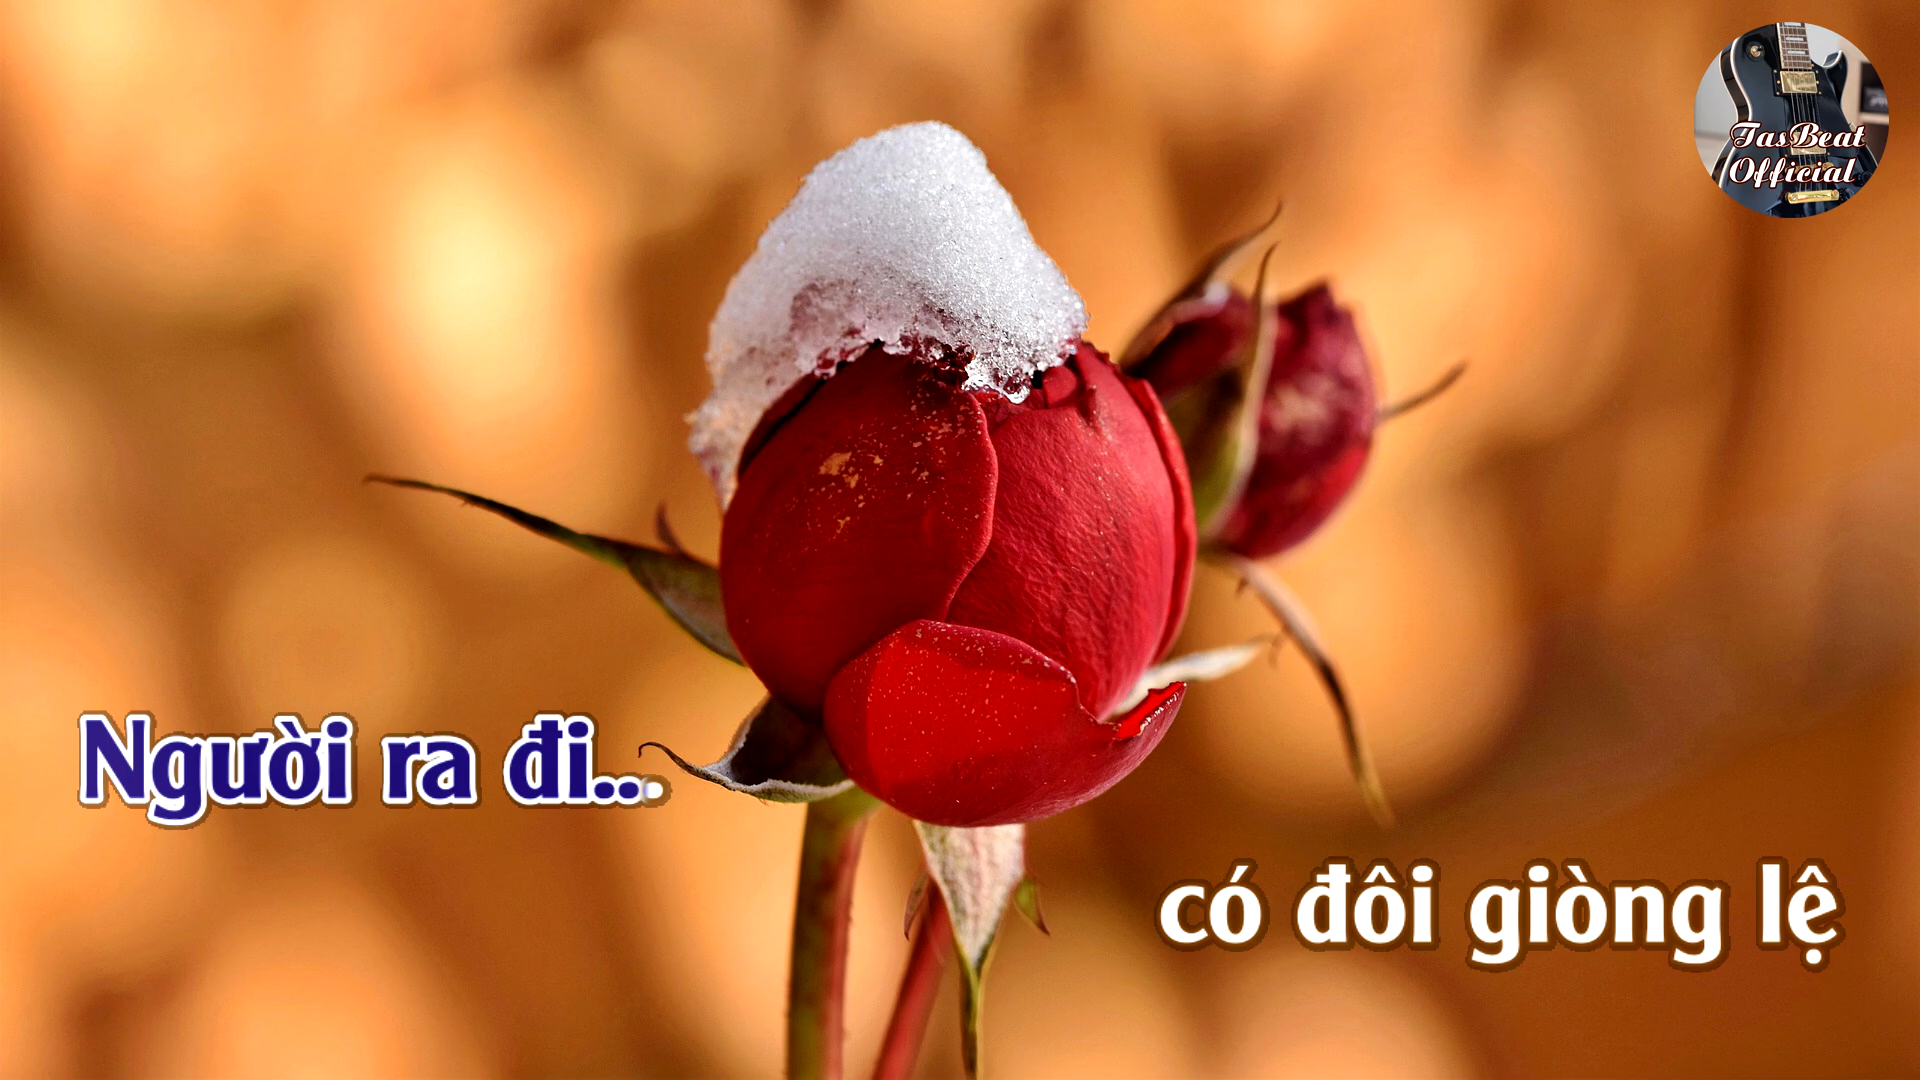 TasBeat
Official
Người ra đi...
có đôi giòng lệ